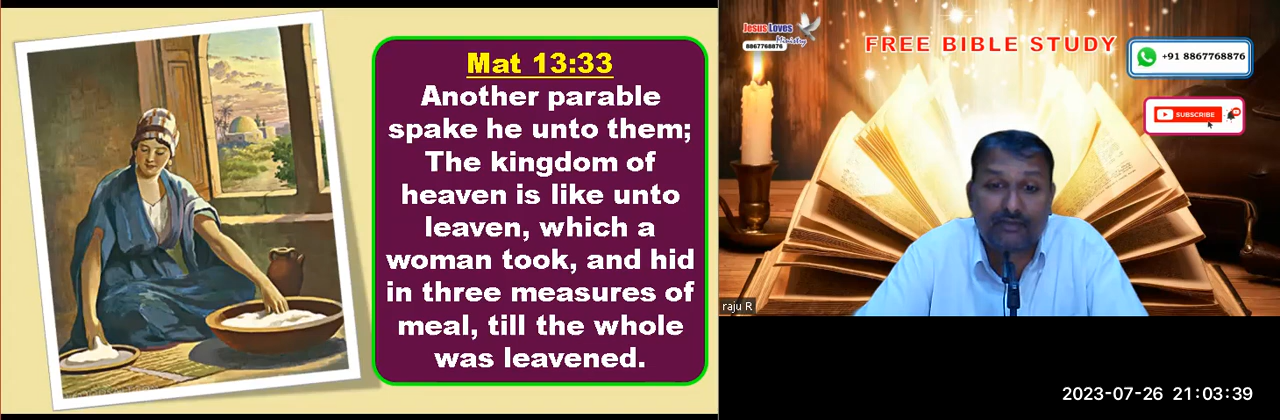 Mat 13:33
Another parable
spake he unto them;
The kingdom of
heaven is like unto
leaven, which a
woman took, and hid
in three measures of
meal, till the whole
was leavened.
Jesus Loves
Ministry
8867768876
FREE BIBLE STUDY
+91 8867768876
SUBSCRIBE
raju R
2023-07-26 21:03:39